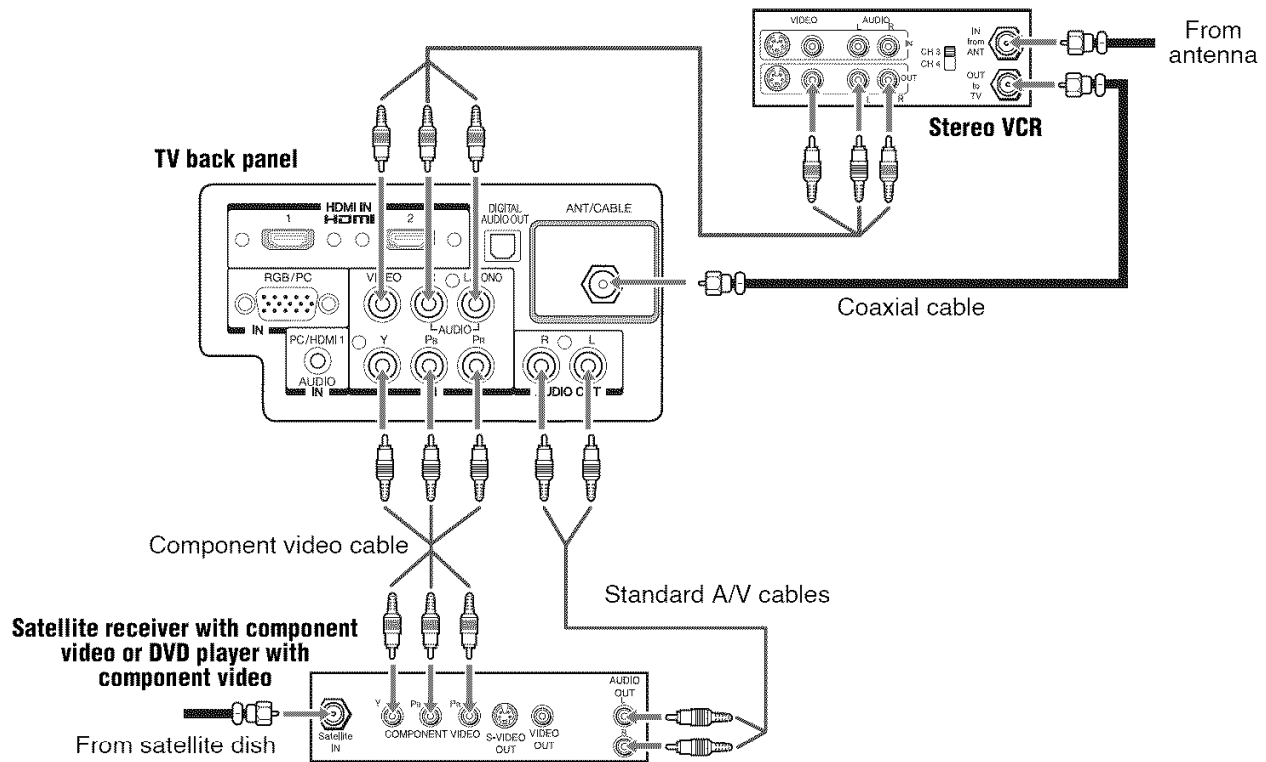 VIDEO
AUDIO
L
R
IN
CH 3
CH 4
IN
from
ANT
OUT
OUT
to
TV
L
R
From
antenna
Stereo VCR
TV back panel
HDMI IN
HDMI
1
2
DIGITAL
AUDIO OUT
ANT/CABLE
RGB/PC
IN
AUDIO
PC/HDMI 1
AUDIO
IN
Y
PB
PR
R
L
Coaxial cable
Component video cable
Standard A/V cables
Satellite receiver with component
video or DVD player with
component video
From satellite dish
Satellite
IN
Y
PB
PR
COMPONENT VIDEO
S-VIDEO
OUT
VIDEO
OUT
AUDIO
OUT
L
R